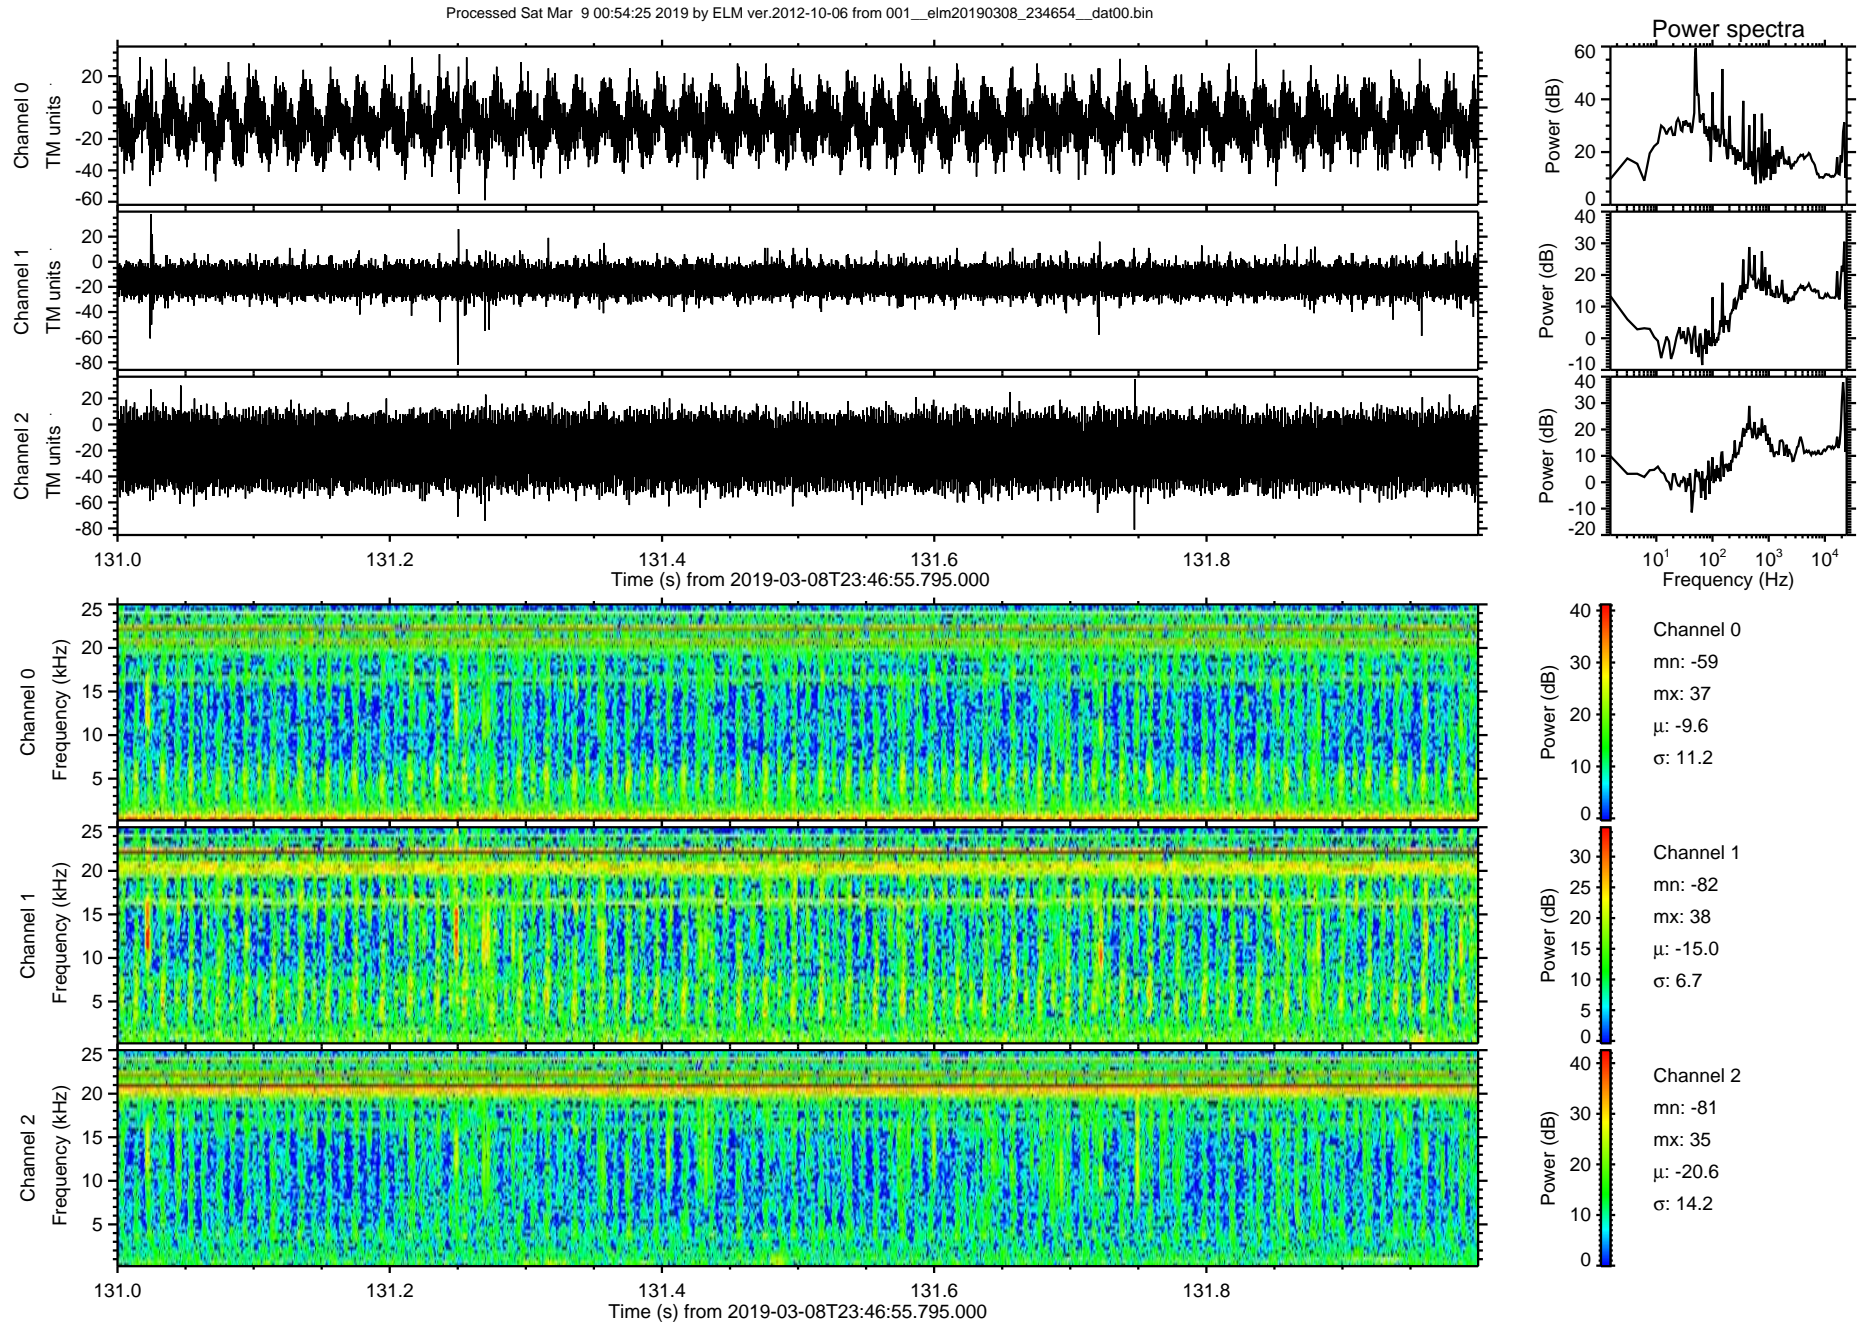 Processed Sat Mar 9 00:54:25 2019 by ELM ver.2012-10-06 from 001__elm20190308_234654__dat00.bin
Power spectra
Channel 0
TM units
20
0
-20
-40
-60
Power (dB)
60
40
20
0
Channel 1
TM units
20
0
-20
-40
-60
-80
Power (dB)
40
30
20
10
0
-10
Channel 2
TM units
20
0
-20
-40
-60
-80
Power (dB)
40
30
20
10
0
-10
-20
131.0 131.2 131.4 131.6 131.8
Time (s) from 2019-03-08T23:46:55.795.000
10¹ 10² 10³ 10⁴
Frequency (Hz)
Channel 0
Frequency (kHz)
25
20
15
10
5
Power (dB)
40
30
20
10
0
Channel 0
mn: -59
mx: 37
μ: -9.6
σ: 11.2
Channel 1
Frequency (kHz)
25
20
15
10
5
Power (dB)
30
25
20
15
10
5
0
Channel 1
mn: -82
mx: 38
μ: -15.0
σ: 6.7
Channel 2
Frequency (kHz)
25
20
15
10
5
Power (dB)
40
30
20
10
0
Channel 2
mn: -81
mx: 35
μ: -20.6
σ: 14.2
131.0 131.2 131.4 131.6 131.8
Time (s) from 2019-03-08T23:46:55.795.000